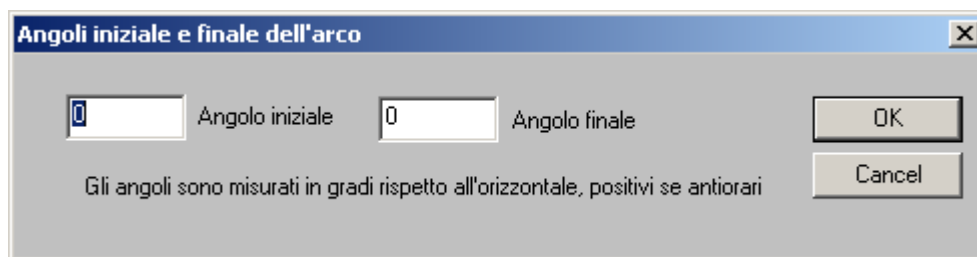 Angoli iniziale e finale dell'arco
0 Angolo iniziale 0 Angolo finale OK
Gli angoli sono misurati in gradi rispetto all'orizzontale, positivi se antiorari Cancel